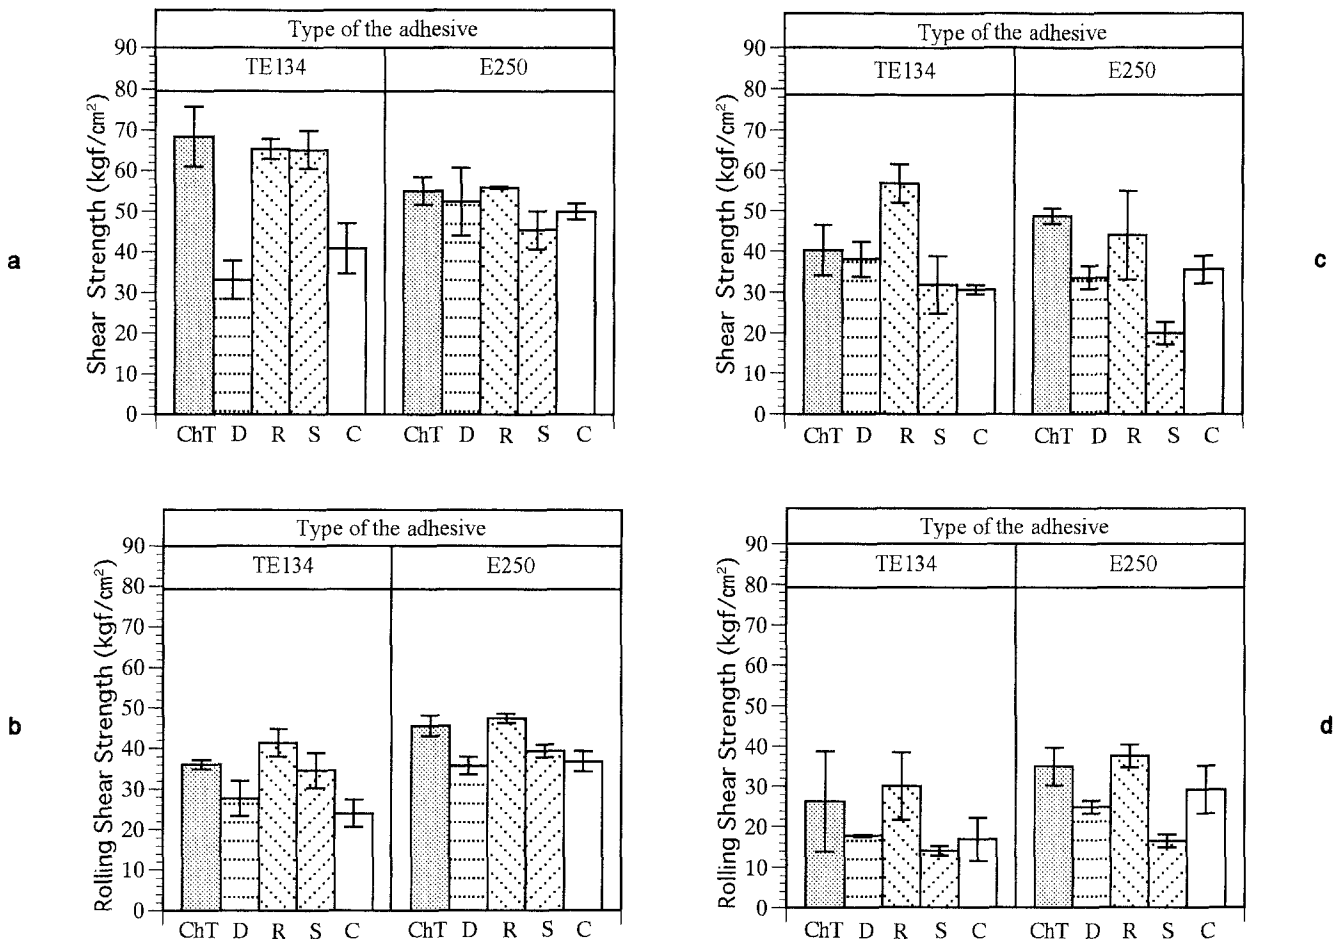 a
Type of the adhesive
TE134 E250
Shear Strength (kgf/cm²)
90
80
70
60
50
40
30
20
10
0
ChT D R S C ChT D R S C
c
Type of the adhesive
TE134 E250
Shear Strength (kgf/cm²)
90
80
70
60
50
40
30
20
10
0
ChT D R S C ChT D R S C
b
Type of the adhesive
TE134 E250
Rolling Shear Strength (kgf/cm²)
90
80
70
60
50
40
30
20
10
0
ChT D R S C ChT D R S C
d
Type of the adhesive
TE134 E250
Rolling Shear Strength (kgf/cm²)
90
80
70
60
50
40
30
20
10
0
ChT D R S C ChT D R S C